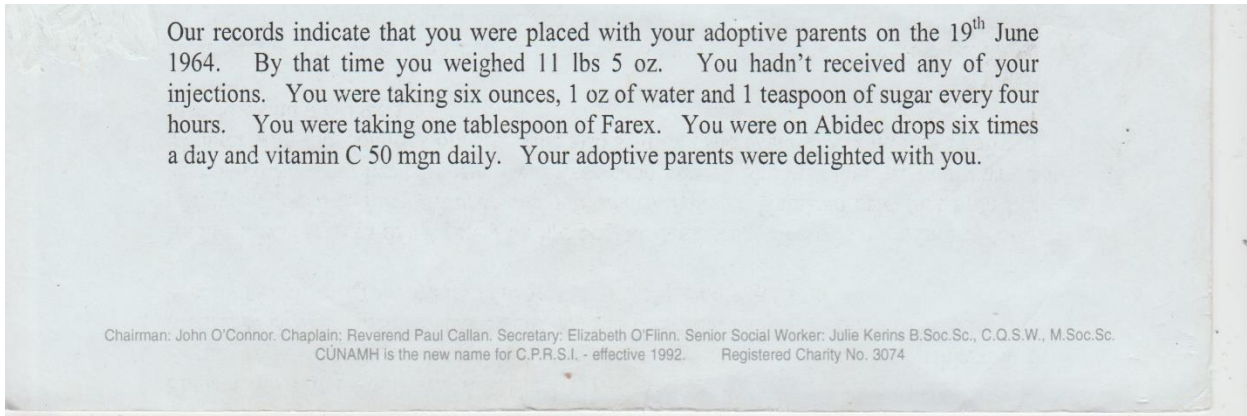 Our records indicate that you were placed with your adoptive parents on the 19th June
1964. By that time you weighed 11 lbs 5 oz. You hadn't received any of your
injections. You were taking six ounces, 1 oz of water and 1 teaspoon of sugar every four
hours. You were taking one tablespoon of Farex. You were on Abidec drops six times
a day and vitamin C 50 mgn daily. Your adoptive parents were delighted with you.
Chairman: John O'Connor. Chaplain: Reverend Paul Callan. Secretary: Elizabeth O'Flinn. Senior Social Worker: Julie Kerins B.Soc.Sc., C.Q.S.W., M.Soc.Sc.
CÚNAMH is the new name for C.P.R.S.I. - effective 1992. Registered Charity No. 3074